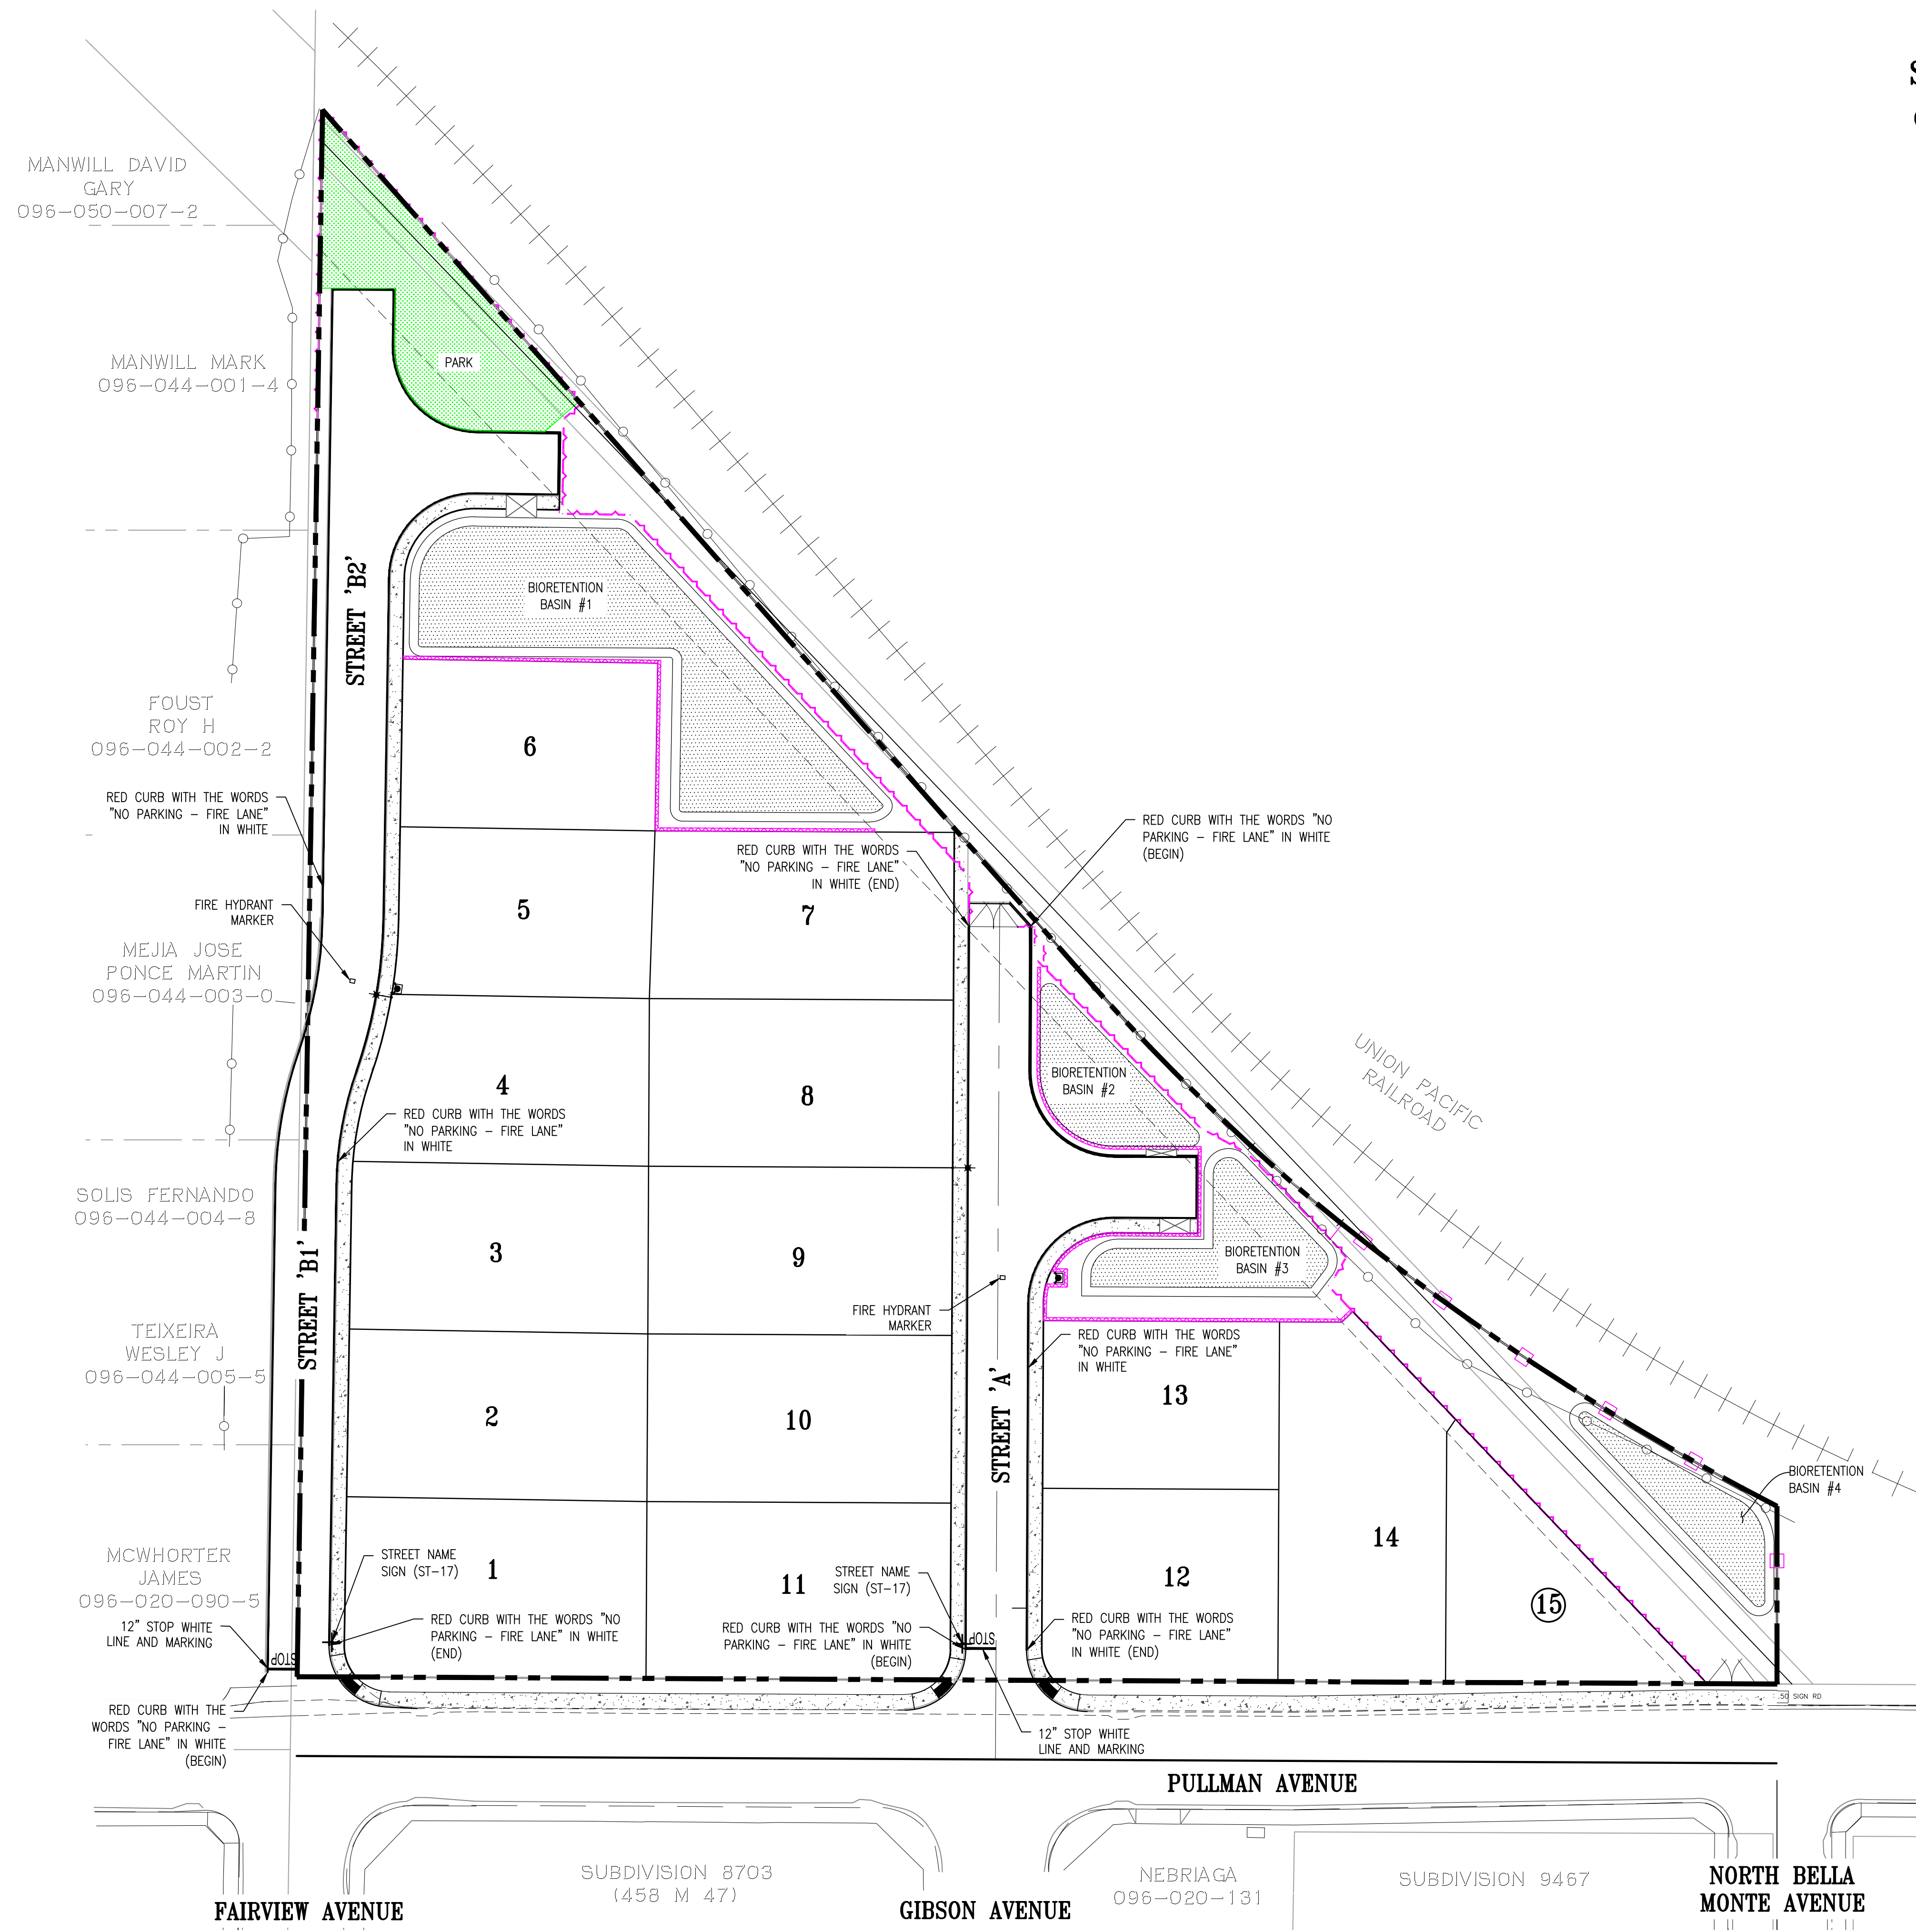 MANWILL DAVID
GARY
096-050-007-2
MANWILL MARK
096-044-001-4
PARK
STREET 'B2'
BIORETENTION
BASIN #1
FOUST
ROY H
096-044-002-2
6
RED CURB WITH THE WORDS
"NO PARKING - FIRE LANE"
IN WHITE
RED CURB WITH THE WORDS
"NO PARKING - FIRE LANE"
IN WHITE (END)
RED CURB WITH THE WORDS "NO
PARKING - FIRE LANE" IN WHITE
(BEGIN)
FIRE HYDRANT
MARKER
5
7
MEJIA JOSE
PONCE MARTIN
096-044-003-0
UNION PACIFIC
RAILROAD
BIORETENTION
BASIN #2
4
8
RED CURB WITH THE WORDS
"NO PARKING - FIRE LANE"
IN WHITE
SOLIS FERNANDO
096-044-004-8
STREET 'B1'
3
9
BIORETENTION
BASIN #3
FIRE HYDRANT
MARKER
TEIXEIRA
WESLEY J
096-044-005-5
RED CURB WITH THE WORDS
"NO PARKING - FIRE LANE"
IN WHITE
2
10
STREET 'A'
13
BIORETENTION
BASIN #4
MCWHORTER
JAMES
096-020-090-5
STREET NAME
SIGN (ST-17)
1
11
STREET NAME
SIGN (ST-17)
12
14
15
12" STOP WHITE
LINE AND MARKING
RED CURB WITH THE WORDS "NO
PARKING - FIRE LANE" IN WHITE
(END)
RED CURB WITH THE WORDS "NO
PARKING - FIRE LANE" IN WHITE
(BEGIN)
RED CURB WITH THE WORDS
"NO PARKING - FIRE LANE"
IN WHITE (END)
STOP
STOP
RED CURB WITH THE
WORDS "NO PARKING -
FIRE LANE" IN WHITE
(BEGIN)
.50 SIGN RD
12" STOP WHITE
LINE AND MARKING
PULLMAN AVENUE
SUBDIVISION 8703
(458 M 47)
NEBRIAGA
096-020-131
SUBDIVISION 9467
FAIRVIEW AVENUE
GIBSON AVENUE
NORTH BELLA
MONTE AVENUE